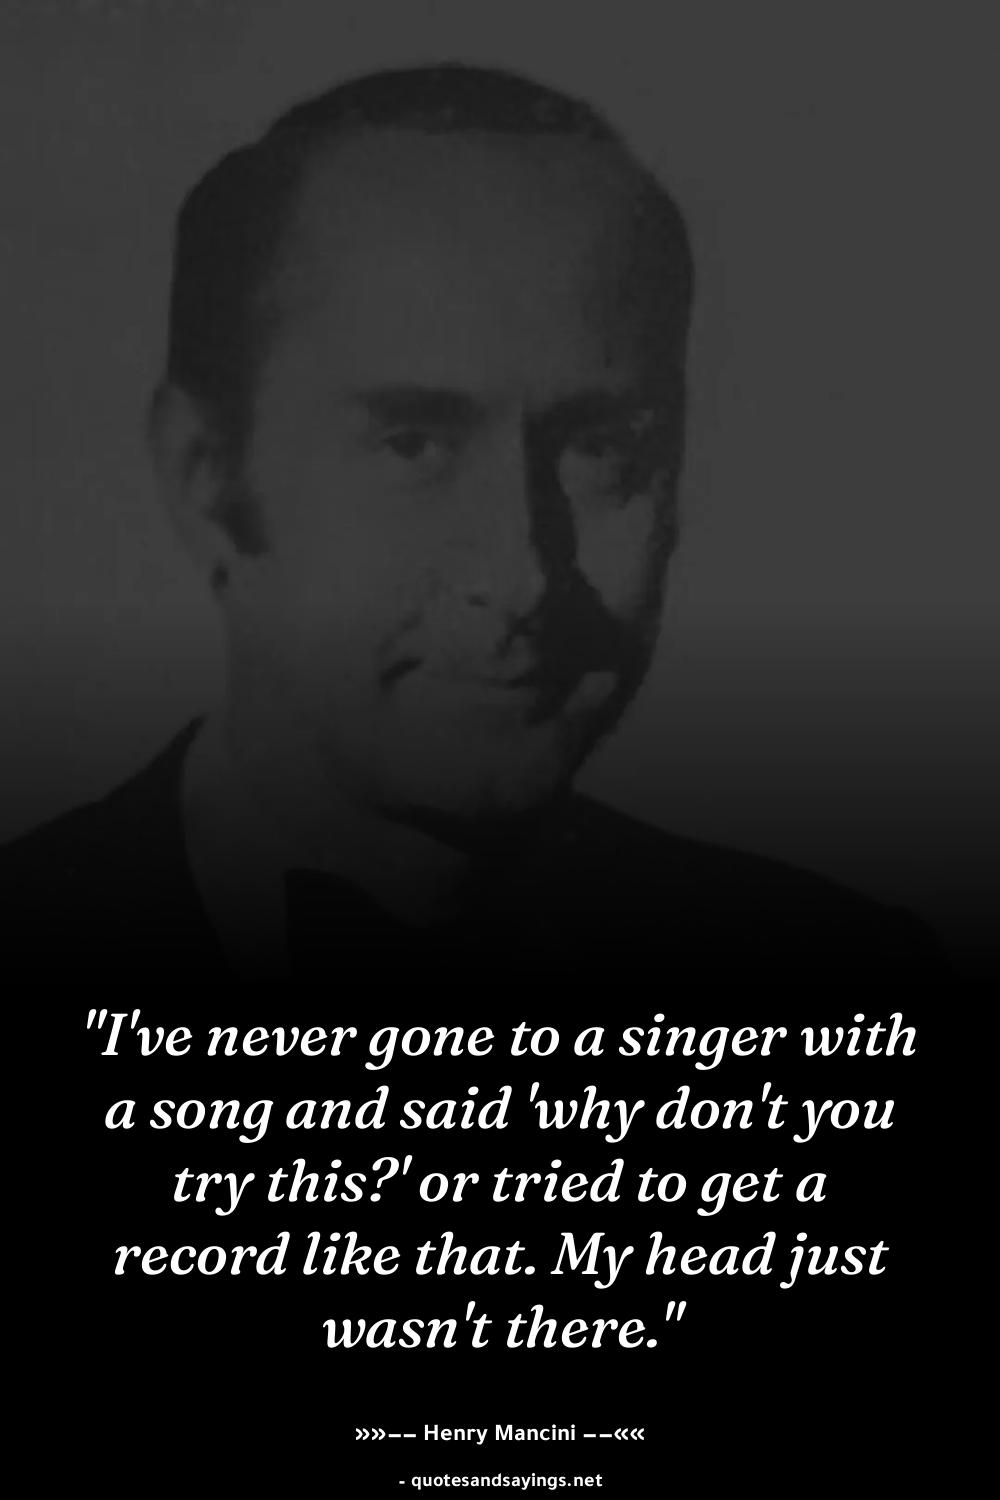 "I've never gone to a singer with
a song and said 'why don't you
try this?' or tried to get a
record like that. My head just
wasn't there."
»»−− Henry Mancini −−««
- quotesandsayings.net